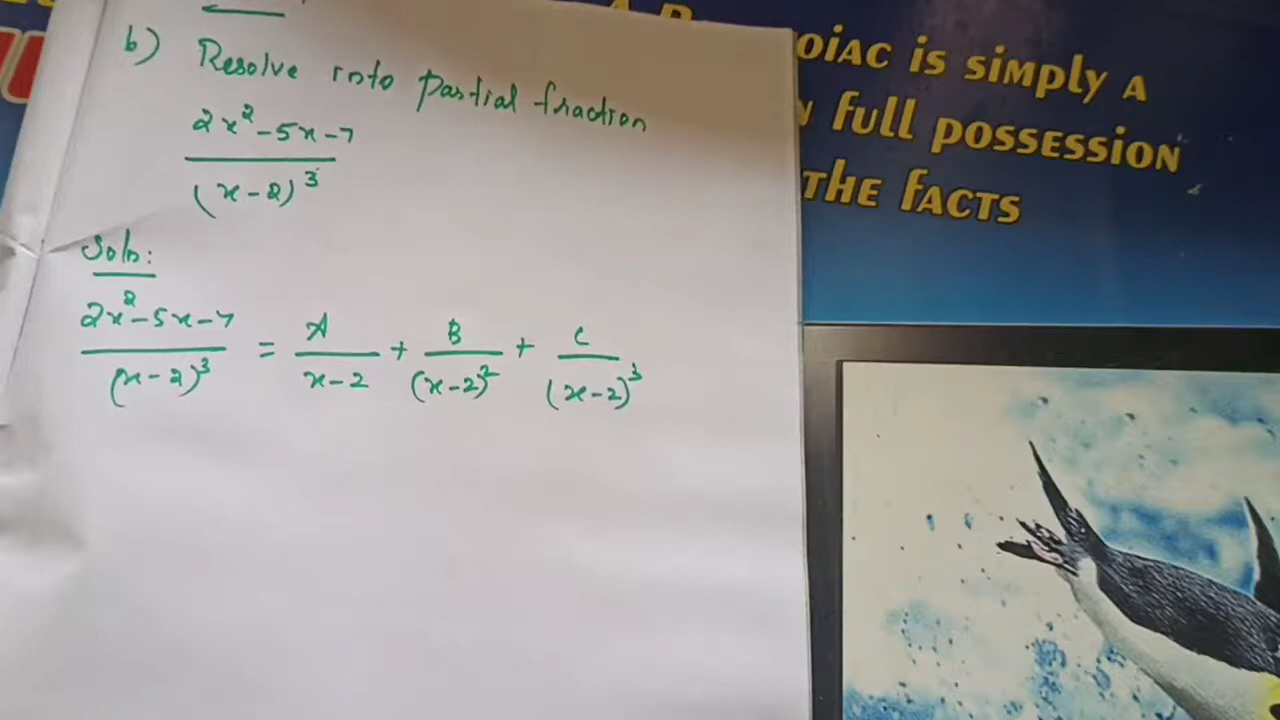 b) Resolve into partial fraction
2x²-5x-7
(x-2)³
Soln:
2x²-5x-7 / (x-2)³ = A / x-2 + B / (x-2)² + C / (x-2)³
is simply A
full possession
THE fACTS